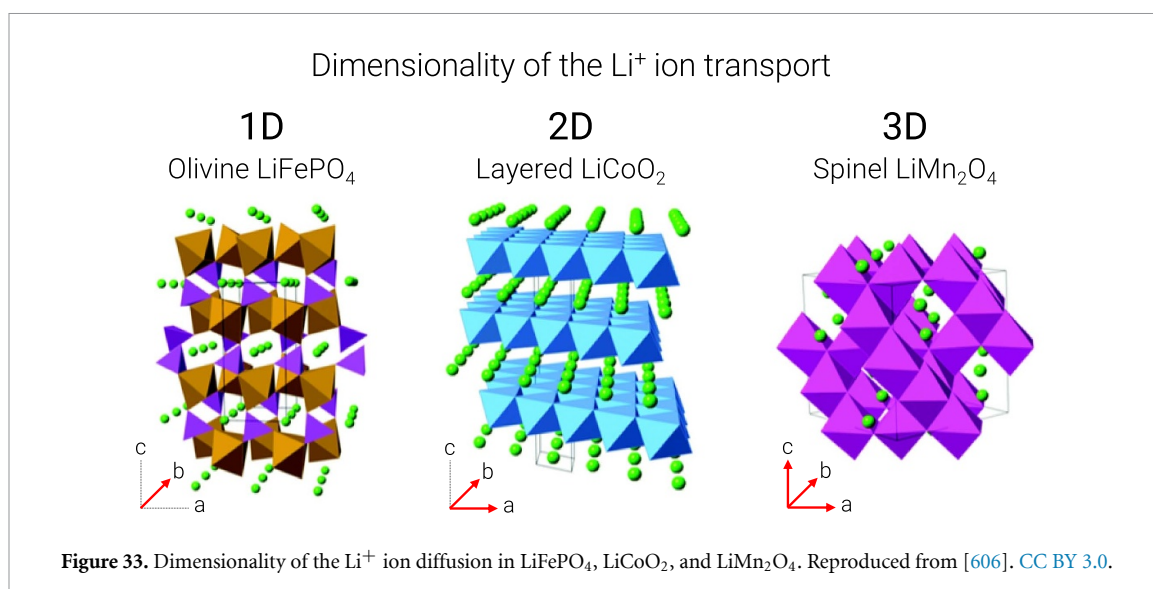 Dimensionality of the Li⁺ ion transport
1D
Olivine LiFePO₄
2D
Layered LiCoO₂
3D
Spinel LiMn₂O₄
c
b
a
c
b
a
c
b
a
Figure 33. Dimensionality of the Li⁺ ion diffusion in LiFePO₄, LiCoO₂, and LiMn₂O₄. Reproduced from [606]. CC BY 3.0.